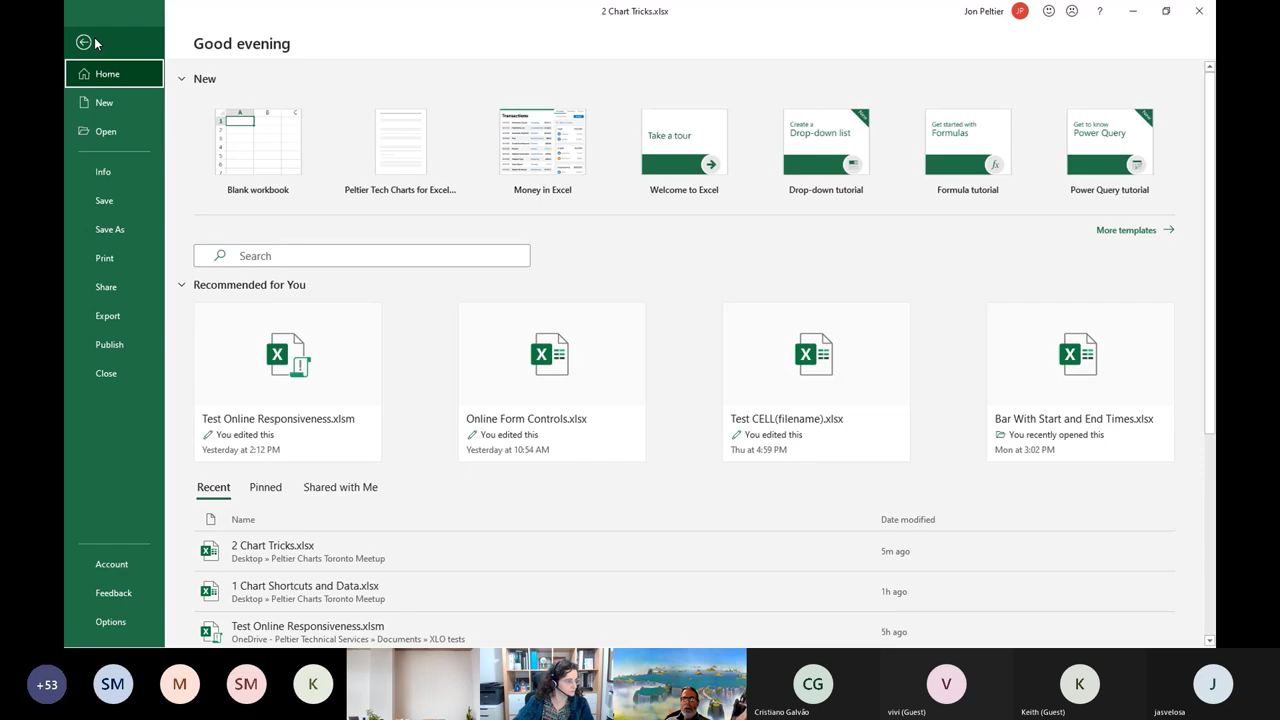 2 Chart Tricks.xlsx
Jon Peltier JP ?
Good evening
Home
New
Open
Info
Save
Save As
Print
Share
Export
Publish
Close
Account
Feedback
Options
New
Transactions
Take a tour
Create a
Drop-down list
New
Get started with
Formulas
fx
Get to know
Power Query
New
Blank workbook
Peltier Tech Charts for Excel...
Money in Excel
Welcome to Excel
Drop-down tutorial
Formula tutorial
Power Query tutorial
More templates
Search
Recommended for You
Test Online Responsiveness.xlsm
You edited this
Yesterday at 2:12 PM
Online Form Controls.xlsx
You edited this
Yesterday at 10:54 AM
Test CELL(filename).xlsx
You edited this
Thu at 4:59 PM
Bar With Start and End Times.xlsx
You recently opened this
Mon at 3:02 PM
Recent Pinned Shared with Me
Name Date modified
2 Chart Tricks.xlsx
Desktop » Peltier Charts Toronto Meetup
5m ago
1 Chart Shortcuts and Data.xlsx
Desktop » Peltier Charts Toronto Meetup
1h ago
Test Online Responsiveness.xlsm
OneDrive - Peltier Technical Services » Documents » XLO tests
5h ago
+53 SM M SM K CG V K J
Cristiano Galvão vivi (Guest) Keith (Guest) jasvelosa